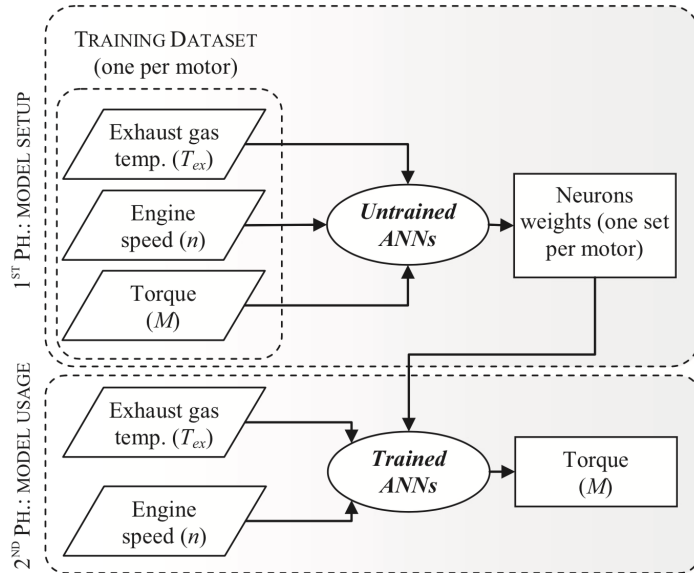 TRAINING DATASET
(one per motor)
1ST PH.: MODEL SETUP
Exhaust gas
temp. (Tex)
Engine
speed (n)
Torque
(M)
Untrained
ANNs
Neurons
weights (one set
per motor)
2ND PH.: MODEL USAGE
Exhaust gas
temp. (Tex)
Engine
speed (n)
Trained
ANNs
Torque
(M)